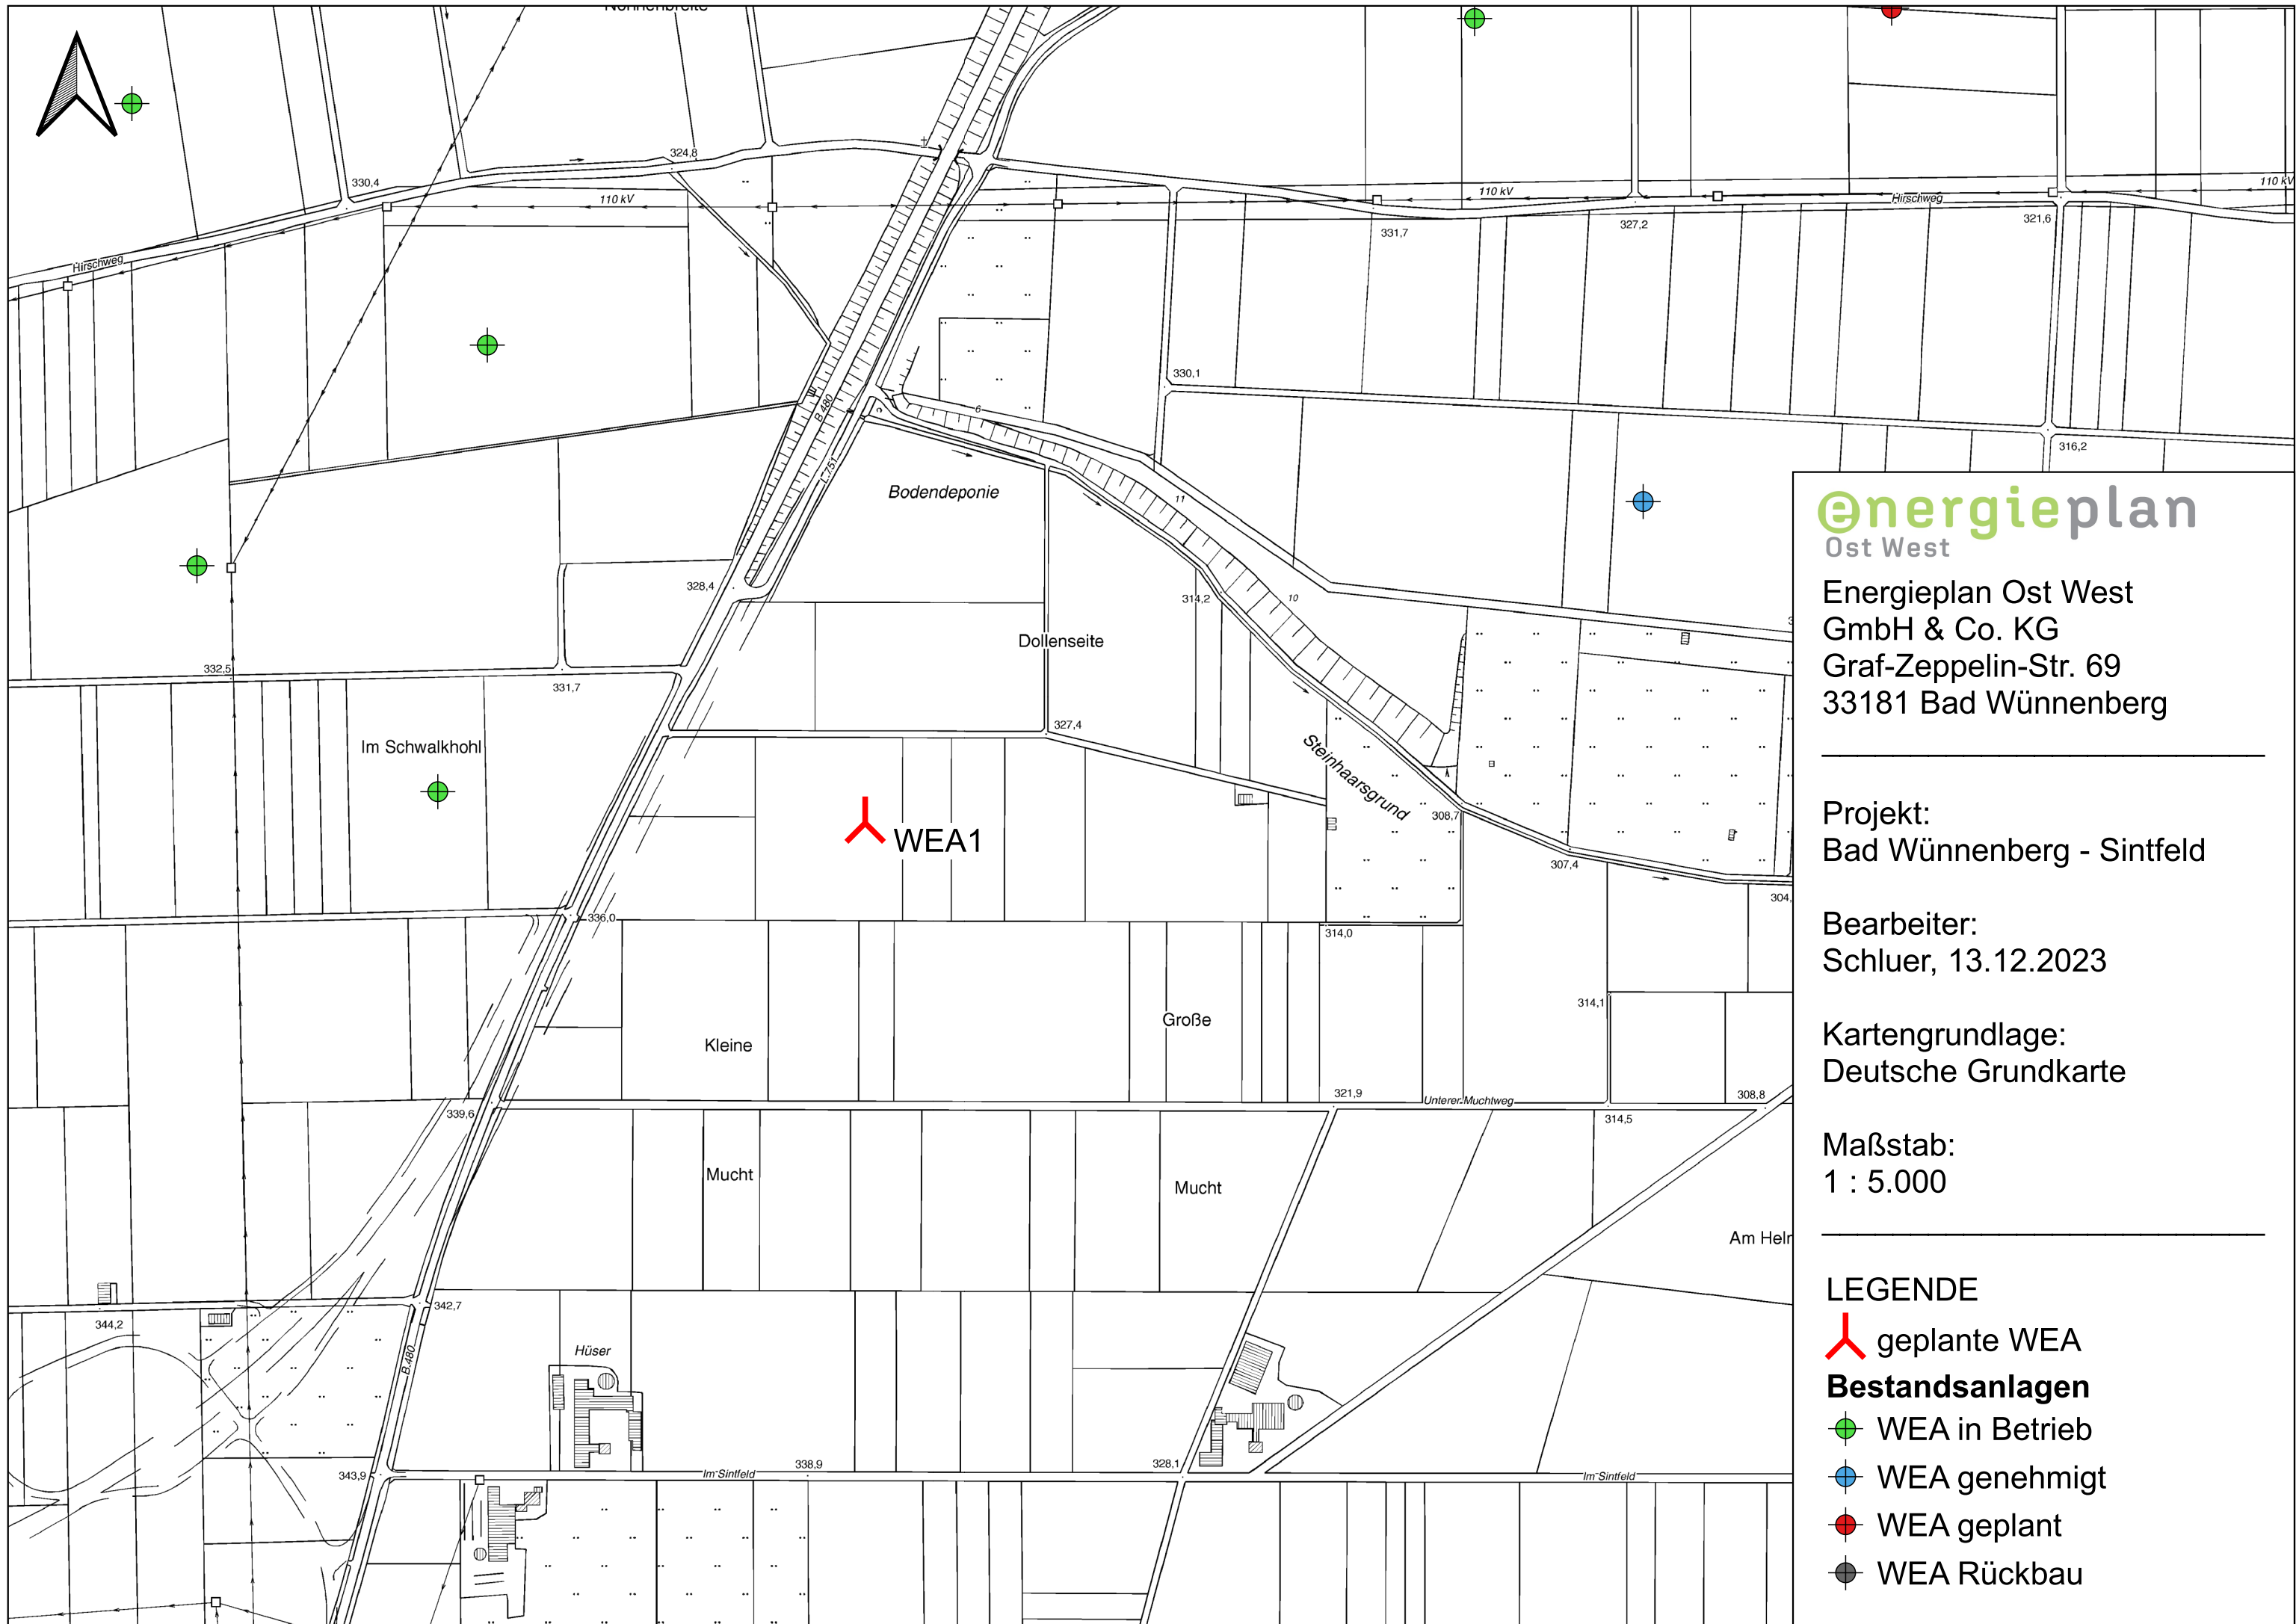 324,8
330,4
110 kV
110 kV
110 kV
Hirschweg
Hirschweg
331,7
327,2
321,6
330,1
B 480
6
316,2
L 751
Bodendeponie
11
energieplan
Ost West
328,4
314,2
10
Dollenseite
332,5
331,7
327,4
Im Schwalkhohl
Steinhaarsgrund
WEA1
308,7
307,4
336,0
314,0
304,
314,1
Große
Kleine
339,6
321,9
Unterer Muchtweg
308,8
314,5
Mucht
Mucht
Am Helr
342,7
344,2
B.480
Hüser
343,9
Im Sintfeld
338,9
328,1
Im Sintfeld
Energieplan Ost West
GmbH & Co. KG
Graf-Zeppelin-Str. 69
33181 Bad Wünnenberg
Projekt:
Bad Wünnenberg - Sintfeld
Bearbeiter:
Schluer, 13.12.2023
Kartengrundlage:
Deutsche Grundkarte
Maßstab:
1 : 5.000
LEGENDE
geplante WEA
Bestandsanlagen
WEA in Betrieb
WEA genehmigt
WEA geplant
WEA Rückbau